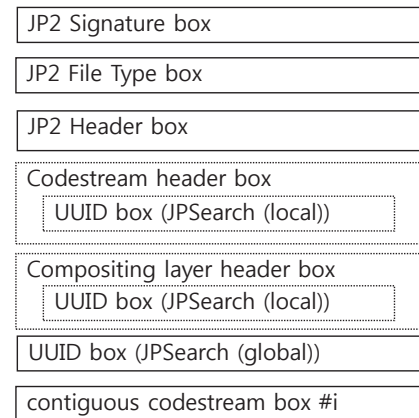 JP2 Signature box
JP2 File Type box
JP2 Header box
Codestream header box
UUID box (JPSearch (local))
Compositing layer header box
UUID box (JPSearch (local))
UUID box (JPSearch (global))
contiguous codestream box #i